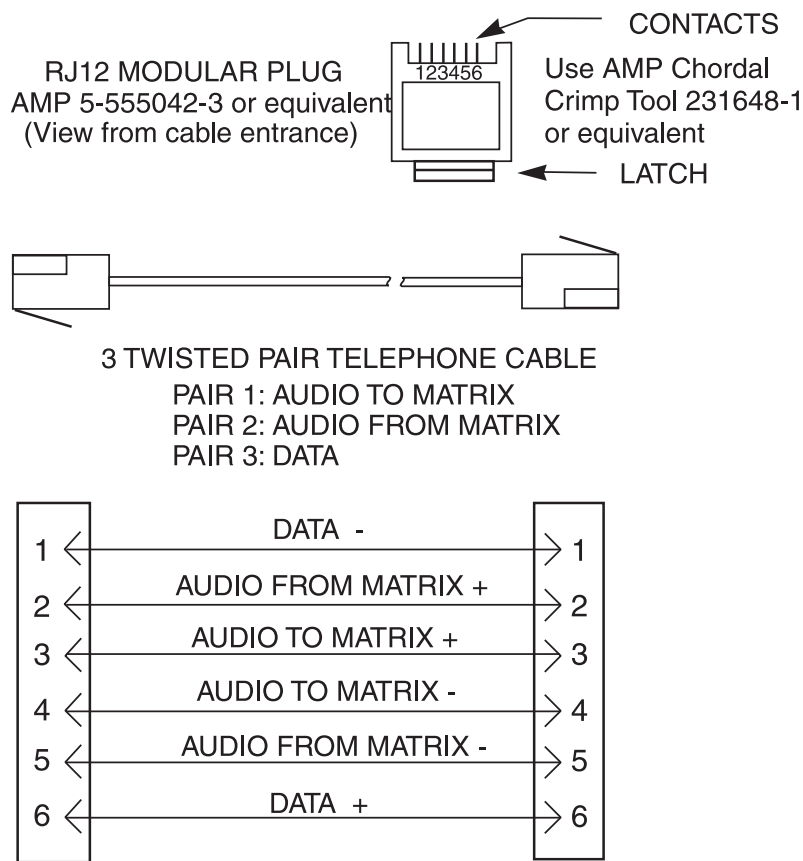 CONTACTS
123456
RJ12 MODULAR PLUG
AMP 5-555042-3 or equivalent
(View from cable entrance)
Use AMP Chordal
Crimp Tool 231648-1
or equivalent
LATCH
3 TWISTED PAIR TELEPHONE CABLE
PAIR 1: AUDIO TO MATRIX
PAIR 2: AUDIO FROM MATRIX
PAIR 3: DATA
1 DATA - 1
2 AUDIO FROM MATRIX + 2
3 AUDIO TO MATRIX + 3
4 AUDIO TO MATRIX - 4
5 AUDIO FROM MATRIX - 5
6 DATA + 6